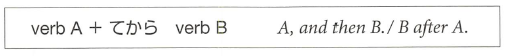 verb A + てから verb B A, and then B./ B after A.